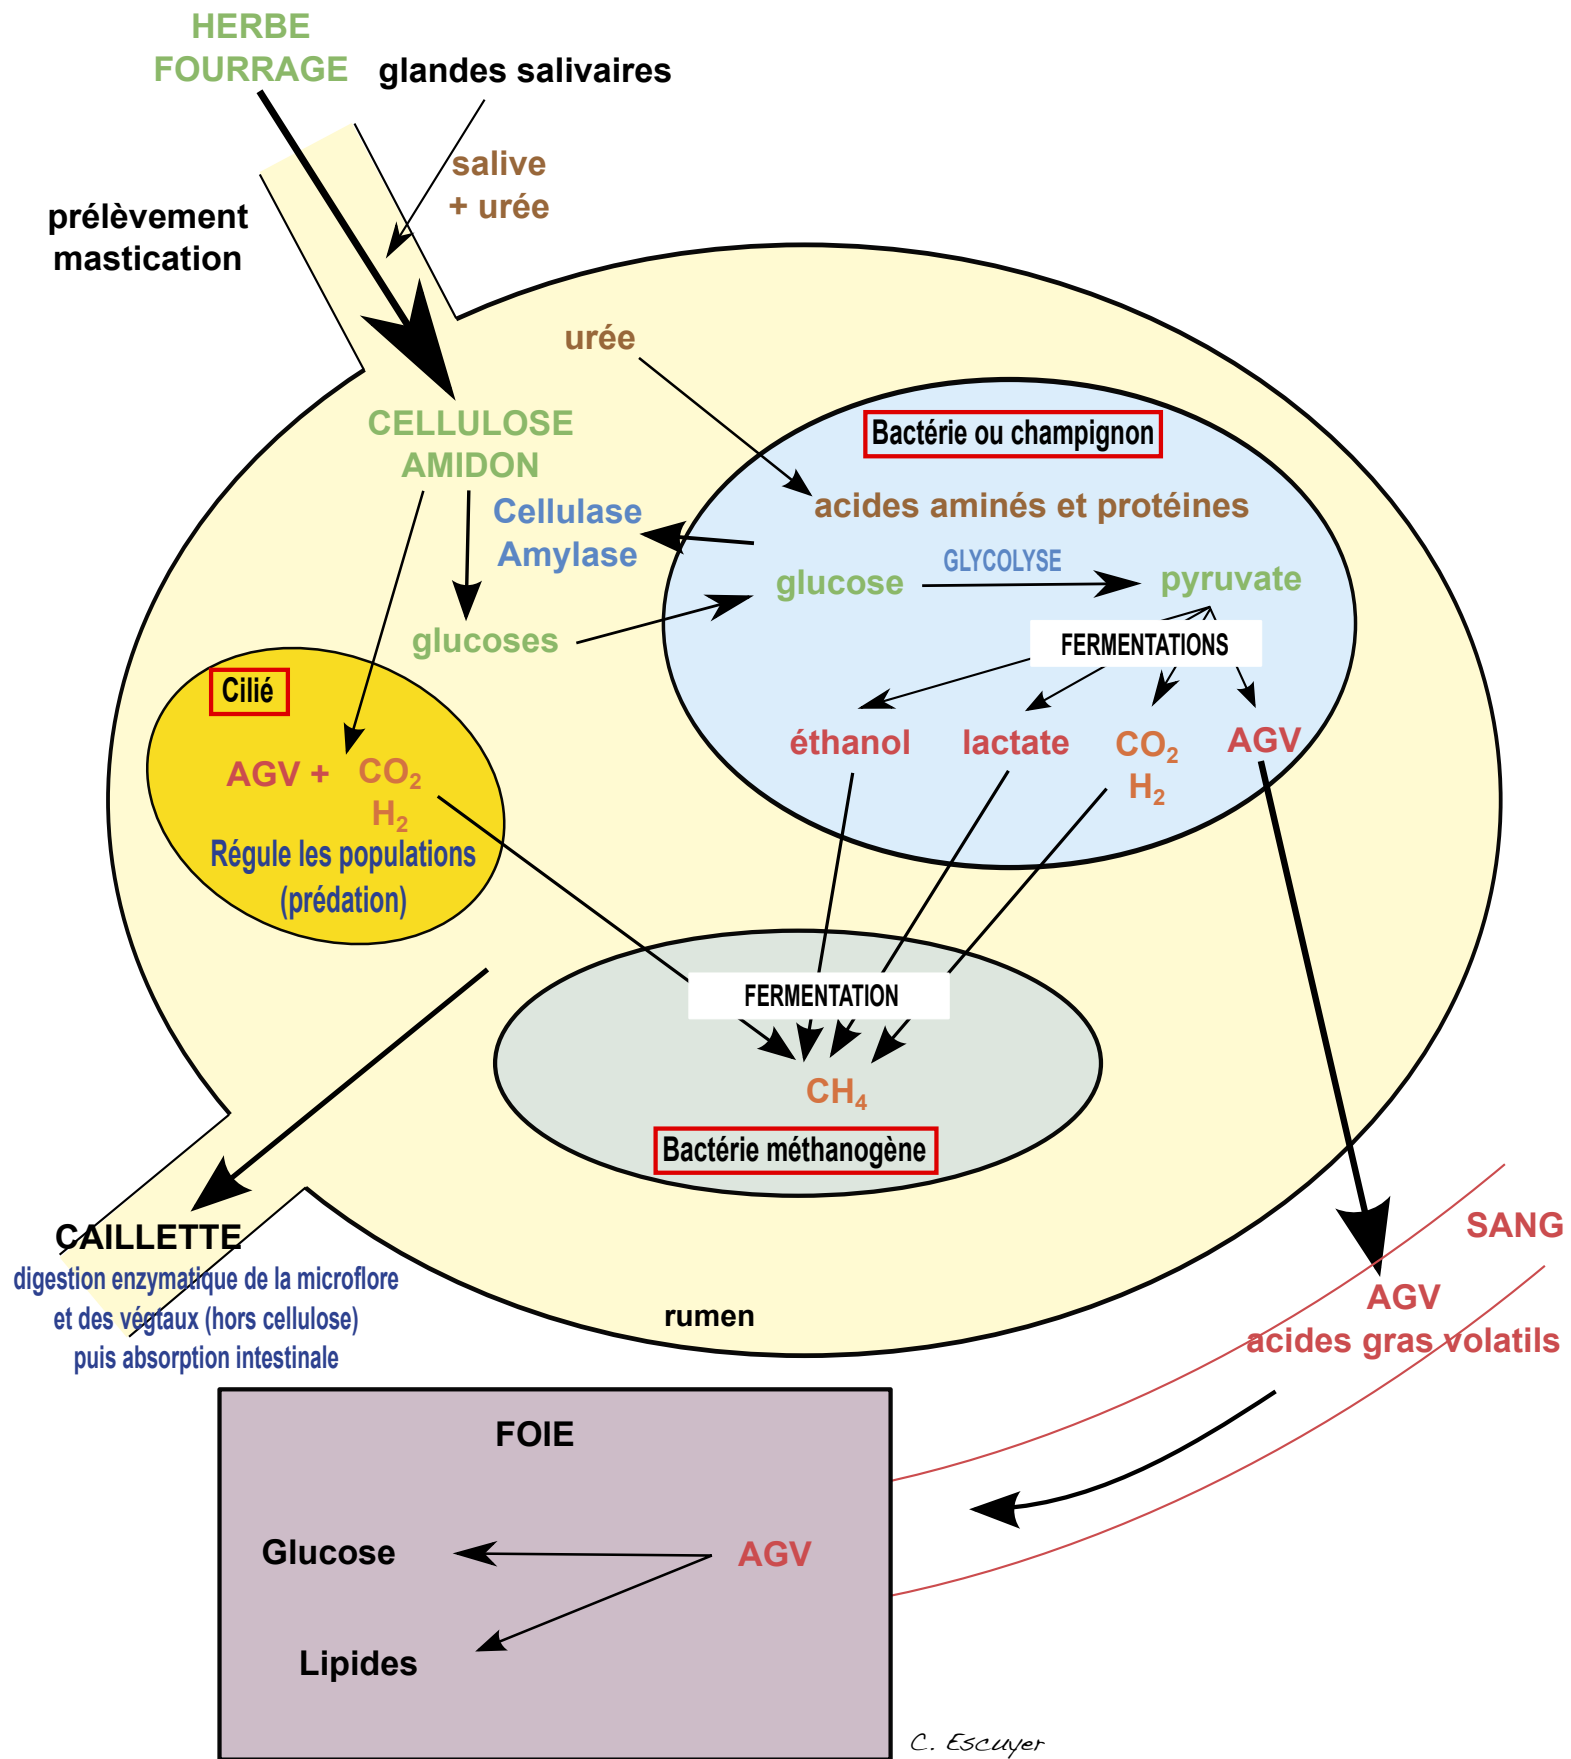 HERBE
FOURRAGE
glandes salivaires
salive
+ urée
prélèvement
mastication
urée
CELLULOSE
AMIDON
Bactérie ou champignon
acides aminés et protéines
Cellulase
Amylase
GLYCOLYSE
glucose
pyruvate
glucoses
FERMENTATIONS
Cilié
éthanol
lactate
CO2
H2
AGV
AGV +
CO2
H2
Régule les populations
(prédation)
FERMENTATION
CH4
Bactérie méthanogène
CAILLETTE
digestion enzymatique de la microflore
et des végtaux (hors cellulose)
puis absorption intestinale
rumen
SANG
AGV
acides gras volatils
FOIE
Glucose
AGV
Lipides
C. Escuyer